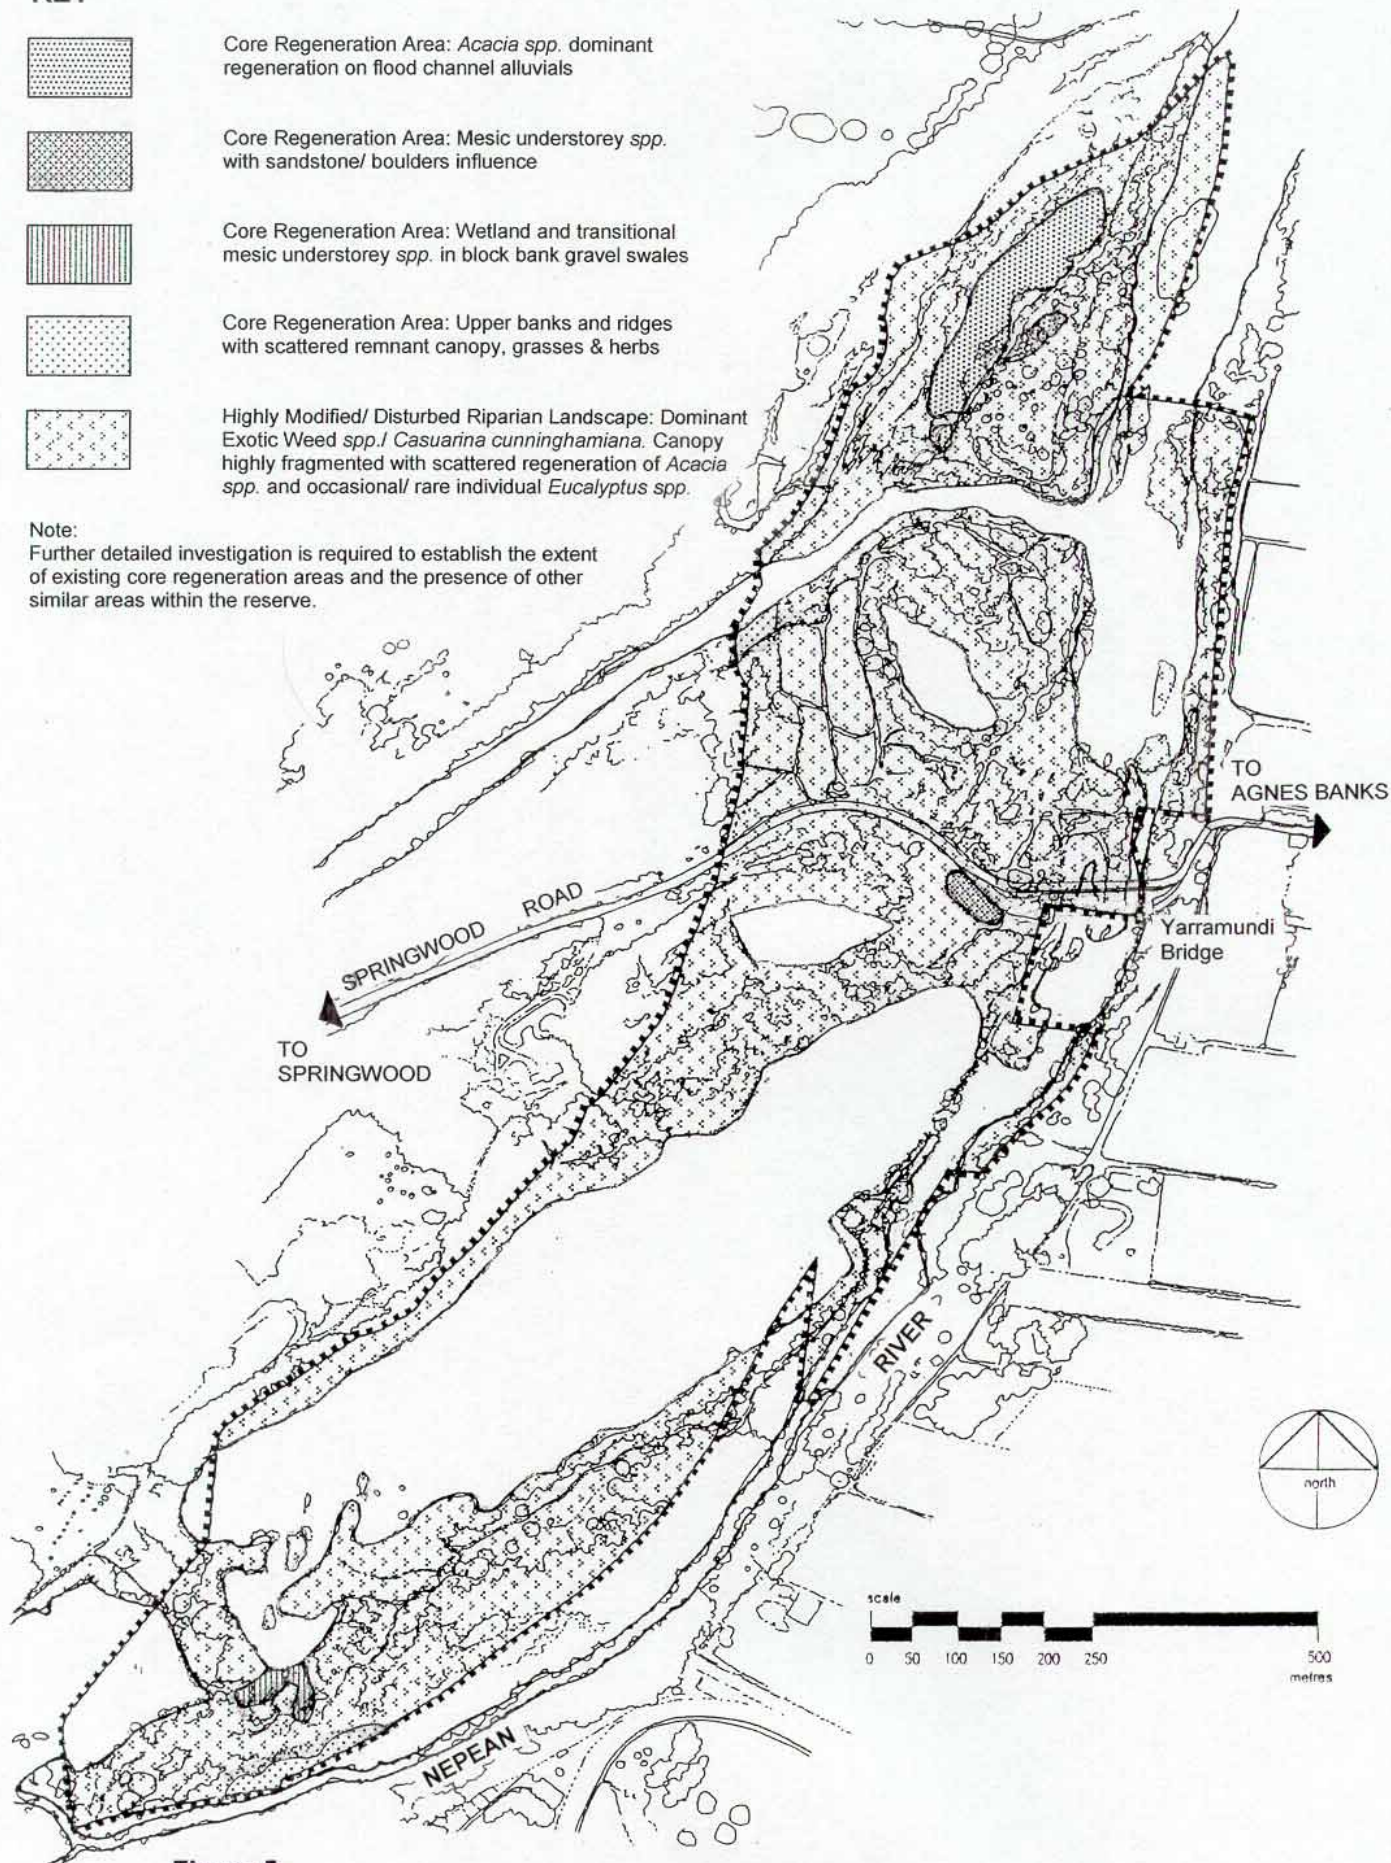 KEY
Core Regeneration Area: Acacia spp. dominant
regeneration on flood channel alluvials
Core Regeneration Area: Mesic understorey spp.
with sandstone/ boulders influence
Core Regeneration Area: Wetland and transitional
mesic understorey spp. in block bank gravel swales
Core Regeneration Area: Upper banks and ridges
with scattered remnant canopy, grasses & herbs
Highly Modified/ Disturbed Riparian Landscape: Dominant
Exotic Weed spp./ Casuarina cunninghamiana. Canopy
highly fragmented with scattered regeneration of Acacia
spp. and occasional/ rare individual Eucalyptus spp.
Note:
Further detailed investigation is required to establish the extent
of existing core regeneration areas and the presence of other
similar areas within the reserve.
TO
AGNES BANKS
SPRINGWOOD ROAD
Yarramundi
Bridge
TO
SPRINGWOOD
RIVER
north
scale
0 50 100 150 200 250 500
metres
NEPEAN